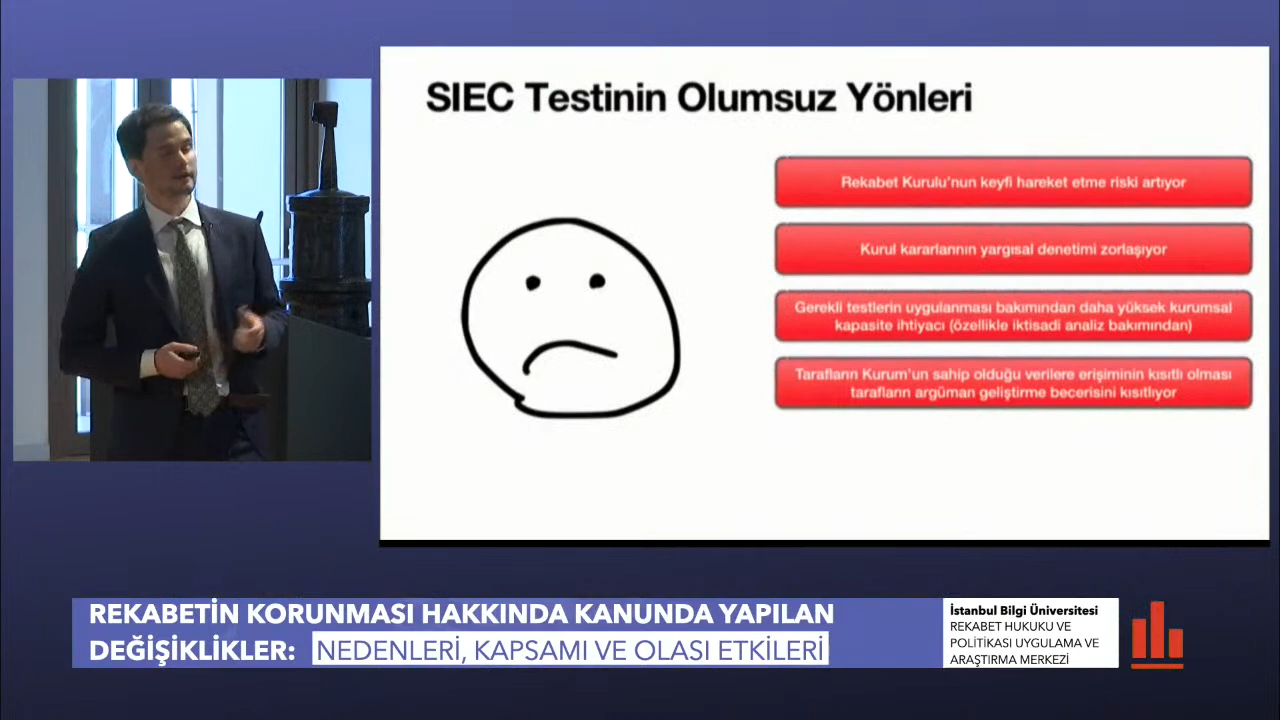 SIEC Testinin Olumsuz Yönleri
Rekabet Kurulu'nun keyfi hareket etme riski artıyor
Kurul kararlarının yargısal denetimi zorlaşıyor
Gerekli testlerin uygulanması bakımından daha yüksek kurumsal
kapasite ihtiyacı (özellikle iktisadi analiz bakımından)
Tarafların Kurum'un sahip olduğu verilere erişiminin kısıtlı olması
tarafların argüman geliştirme becerisini kısıtlıyor
REKABETİN KORUNMASI HAKKINDA KANUNDA YAPILAN
DEĞİŞİKLİKLER: NEDENLERİ, KAPSAMI VE OLASI ETKİLERİ
İstanbul Bilgi Üniversitesi
REKABET HUKUKU VE
POLİTİKASI UYGULAMA VE
ARAŞTIRMA MERKEZİ